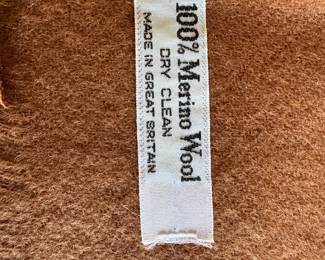 100% Merino Wool
DRY CLEAN
MADE IN GREAT BRITAIN